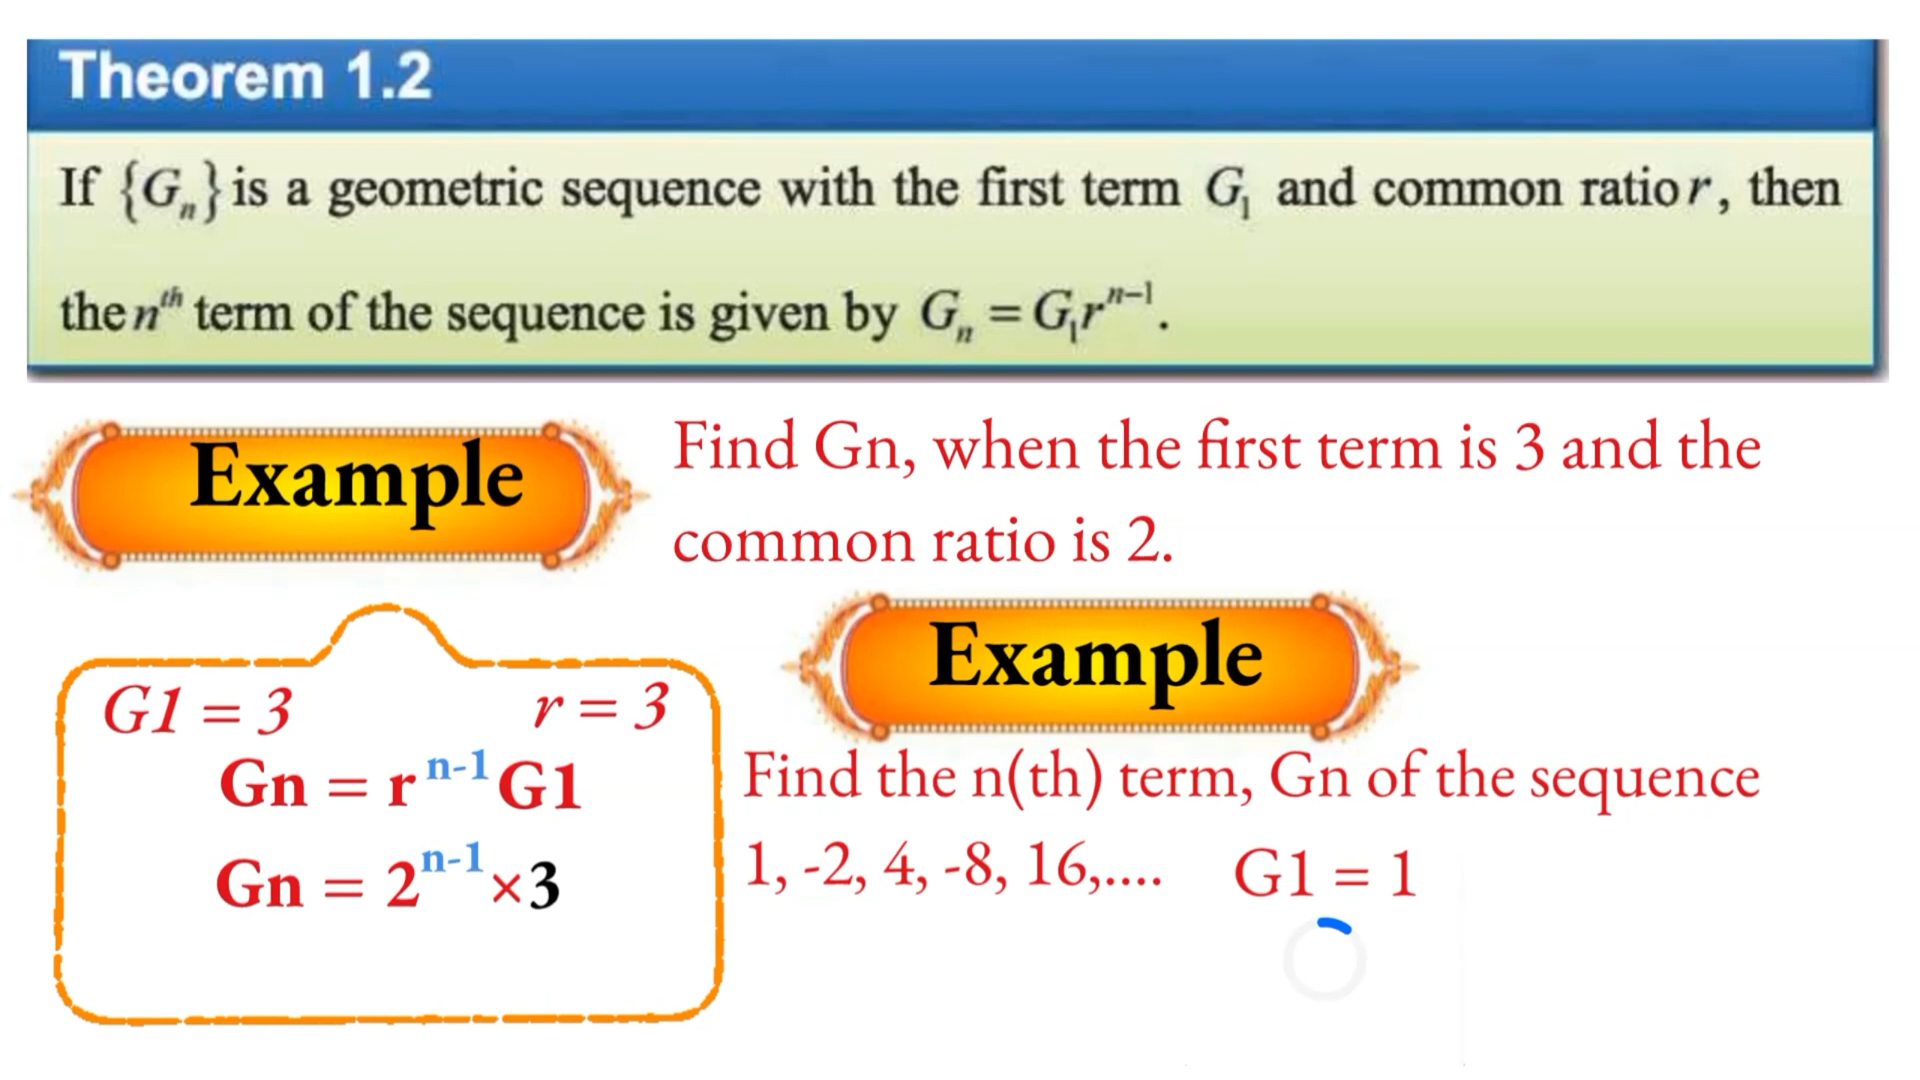 Theorem 1.2
If {Gₙ} is a geometric sequence with the first term G₁ and common ratio r, then
the nᵗʰ term of the sequence is given by Gₙ = G₁rⁿ⁻¹.
Example
Find Gn, when the first term is 3 and the
common ratio is 2.
G1 = 3 r = 3
Gn = r ⁿ⁻¹ G1
Gn = 2ⁿ⁻¹ ×3
Example
Find the n(th) term, Gn of the sequence
1, -2, 4, -8, 16,.... G1 = 1